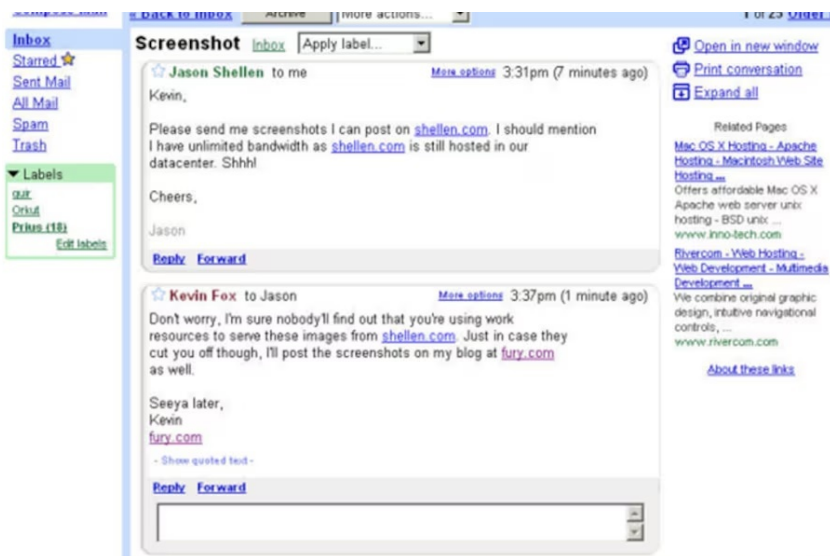 Compose Mail
« Back to Inbox Archive More actions... 1 of 25 Older
Inbox
Starred
Sent Mail
All Mail
Spam
Trash
Labels
Orkut
Prius (18)
Edit labels
Screenshot Inbox Apply label...
Jason Shellen to me More options 3:31pm (7 minutes ago)
Kevin,
Please send me screenshots I can post on shellen.com. I should mention
I have unlimited bandwidth as shellen.com is still hosted in our
datacenter. Shhh!
Cheers,
Jason
Reply Forward
Kevin Fox to Jason More options 3:37pm (1 minute ago)
Don't worry, I'm sure nobody'll find out that you're using work
resources to serve these images from shellen.com. Just in case they
cut you off though, I'll post the screenshots on my blog at fury.com
as well.
Seeya later,
Kevin
fury.com
- Show quoted text -
Reply Forward
Open in new window
Print conversation
Expand all
Related Pages
Mac OS X Hosting - Apache
Hosting - Macintosh Web Site
Hosting ...
Offers affordable Mac OS X
Apache web server unix
hosting - BSD unix ...
www.inno-tech.com
Rivercom - Web Hosting -
Web Development - Multimedia
Development ...
We combine original graphic
design, intuitive navigational
controls, ...
www.rivercom.com
About these links